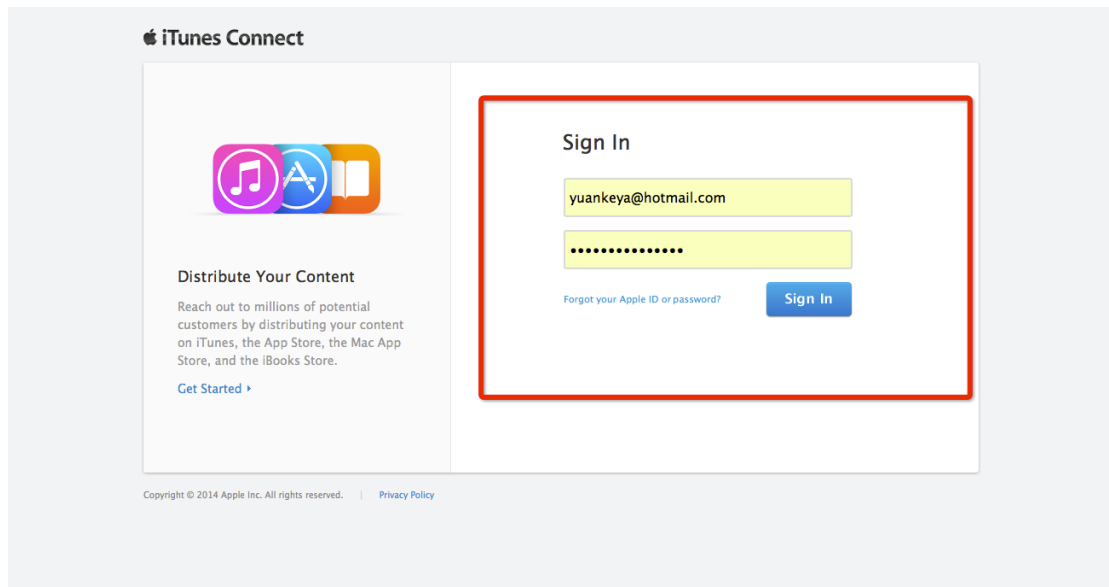 iTunes Connect
Distribute Your Content
Reach out to millions of potential
customers by distributing your content
on iTunes, the App Store, the Mac App
Store, and the iBooks Store.
Get Started
Sign In
yuankeya@hotmail.com
•••••••••••••••
Forgot your Apple ID or password?
Sign In
Copyright © 2014 Apple Inc. All rights reserved. | Privacy Policy